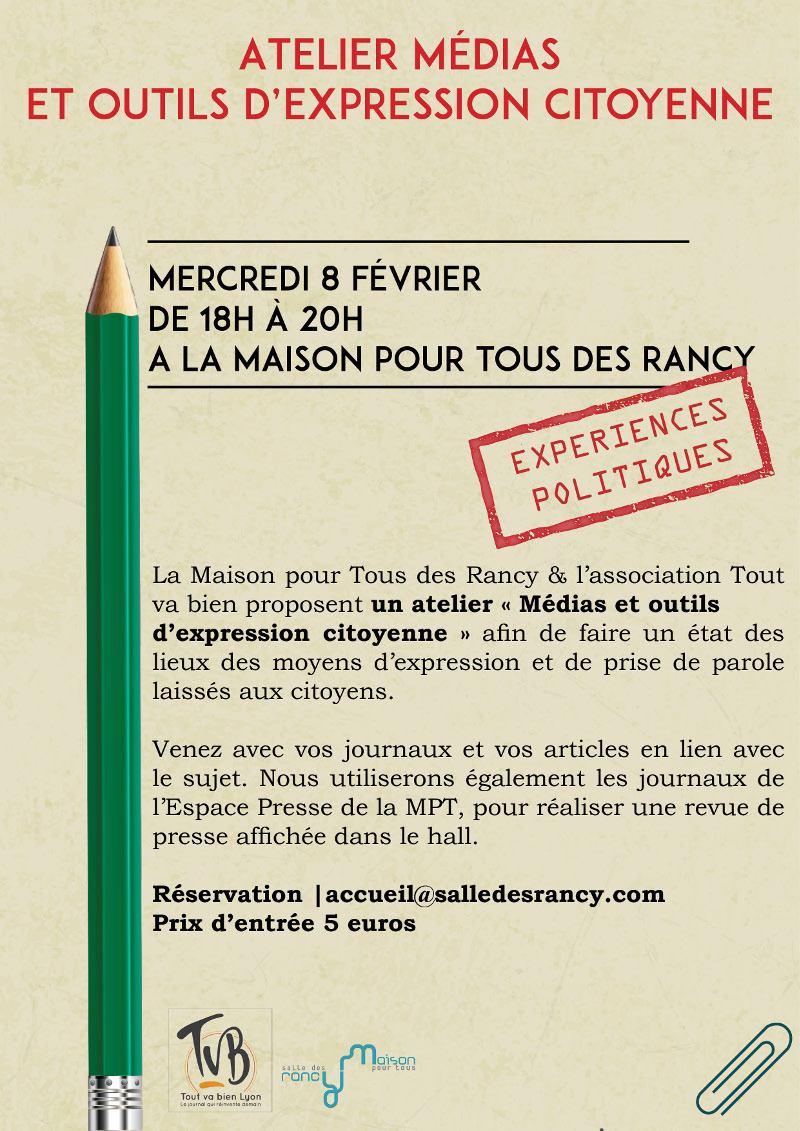 ATELIER MÉDIAS
ET OUTILS D'EXPRESSION CITOYENNE
MERCREDI 8 FÉVRIER
DE 18H À 20H
A LA MAISON POUR TOUS DES RANCY
EXPERIENCES
POLITIQUES
La Maison pour Tous des Rancy & l'association Tout
va bien proposent un atelier « Médias et outils
d'expression citoyenne » afin de faire un état des
lieux des moyens d'expression et de prise de parole
laissés aux citoyens.
Venez avec vos journaux et vos articles en lien avec
le sujet. Nous utiliserons également les journaux de
l'Espace Presse de la MPT, pour réaliser une revue de
presse affichée dans le hall.
Réservation |accueil@salledesrancy.com
Prix d'entrée 5 euros
TVB
Tout va bien Lyon
Le journal qui réinvente demain
salle des
rancy
Maison
pour tous